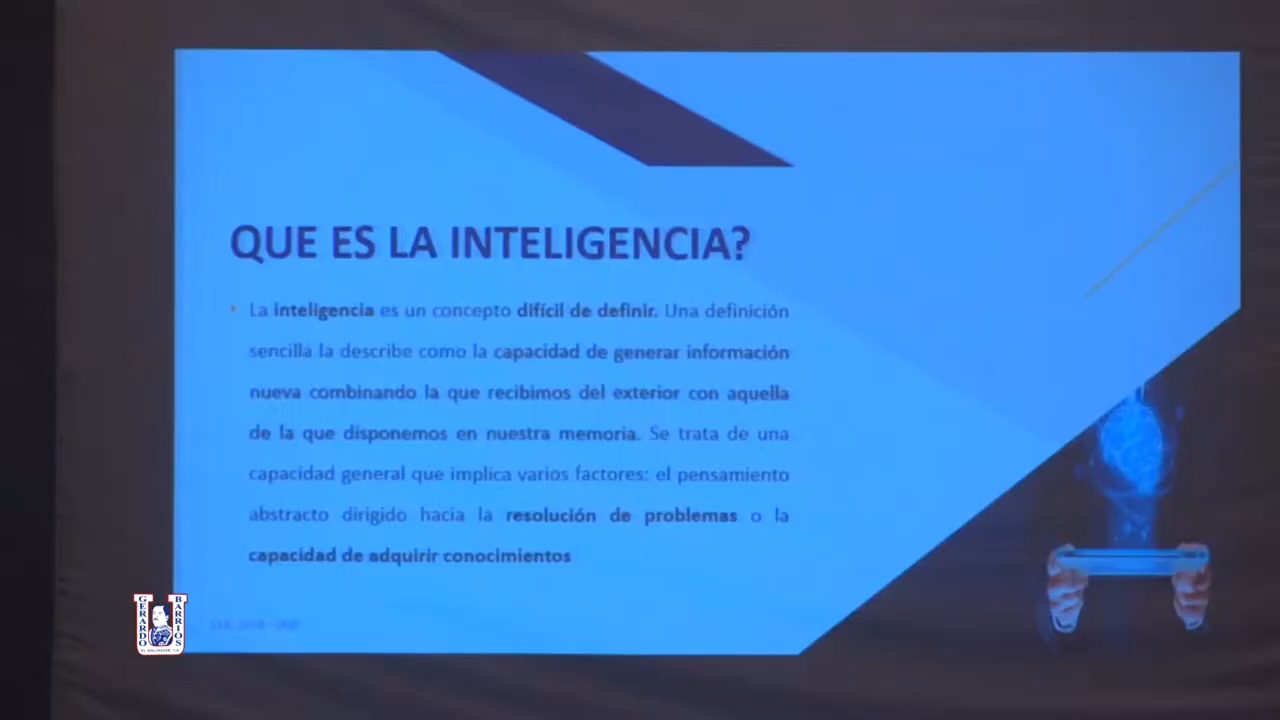 QUE ES LA INTELIGENCIA?
• La inteligencia es un concepto difícil de definir. Una definición
sencilla la describe como la capacidad de generar información
nueva combinando la que recibimos del exterior con aquella
de la que disponemos en nuestra memoria. Se trata de una
capacidad general que implica varios factores: el pensamiento
abstracto dirigido hacia la resolución de problemas o la
capacidad de adquirir conocimientos
GERARDO
BARRIOS
EL SALVADOR, C.A.